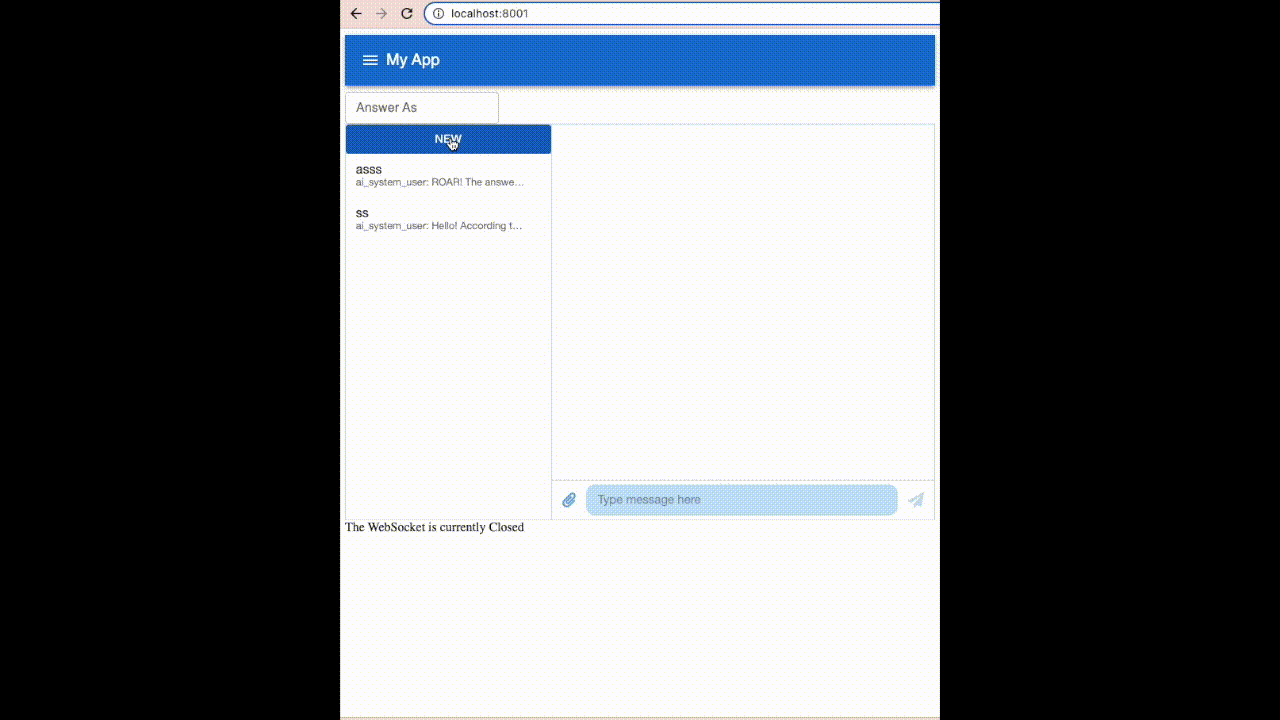 localhost:8001
My App
Answer As
NEW
asss
ai_system_user: ROAR! The answe...
ss
ai_system_user: Hello! According t...
Type message here
The WebSocket is currently Closed